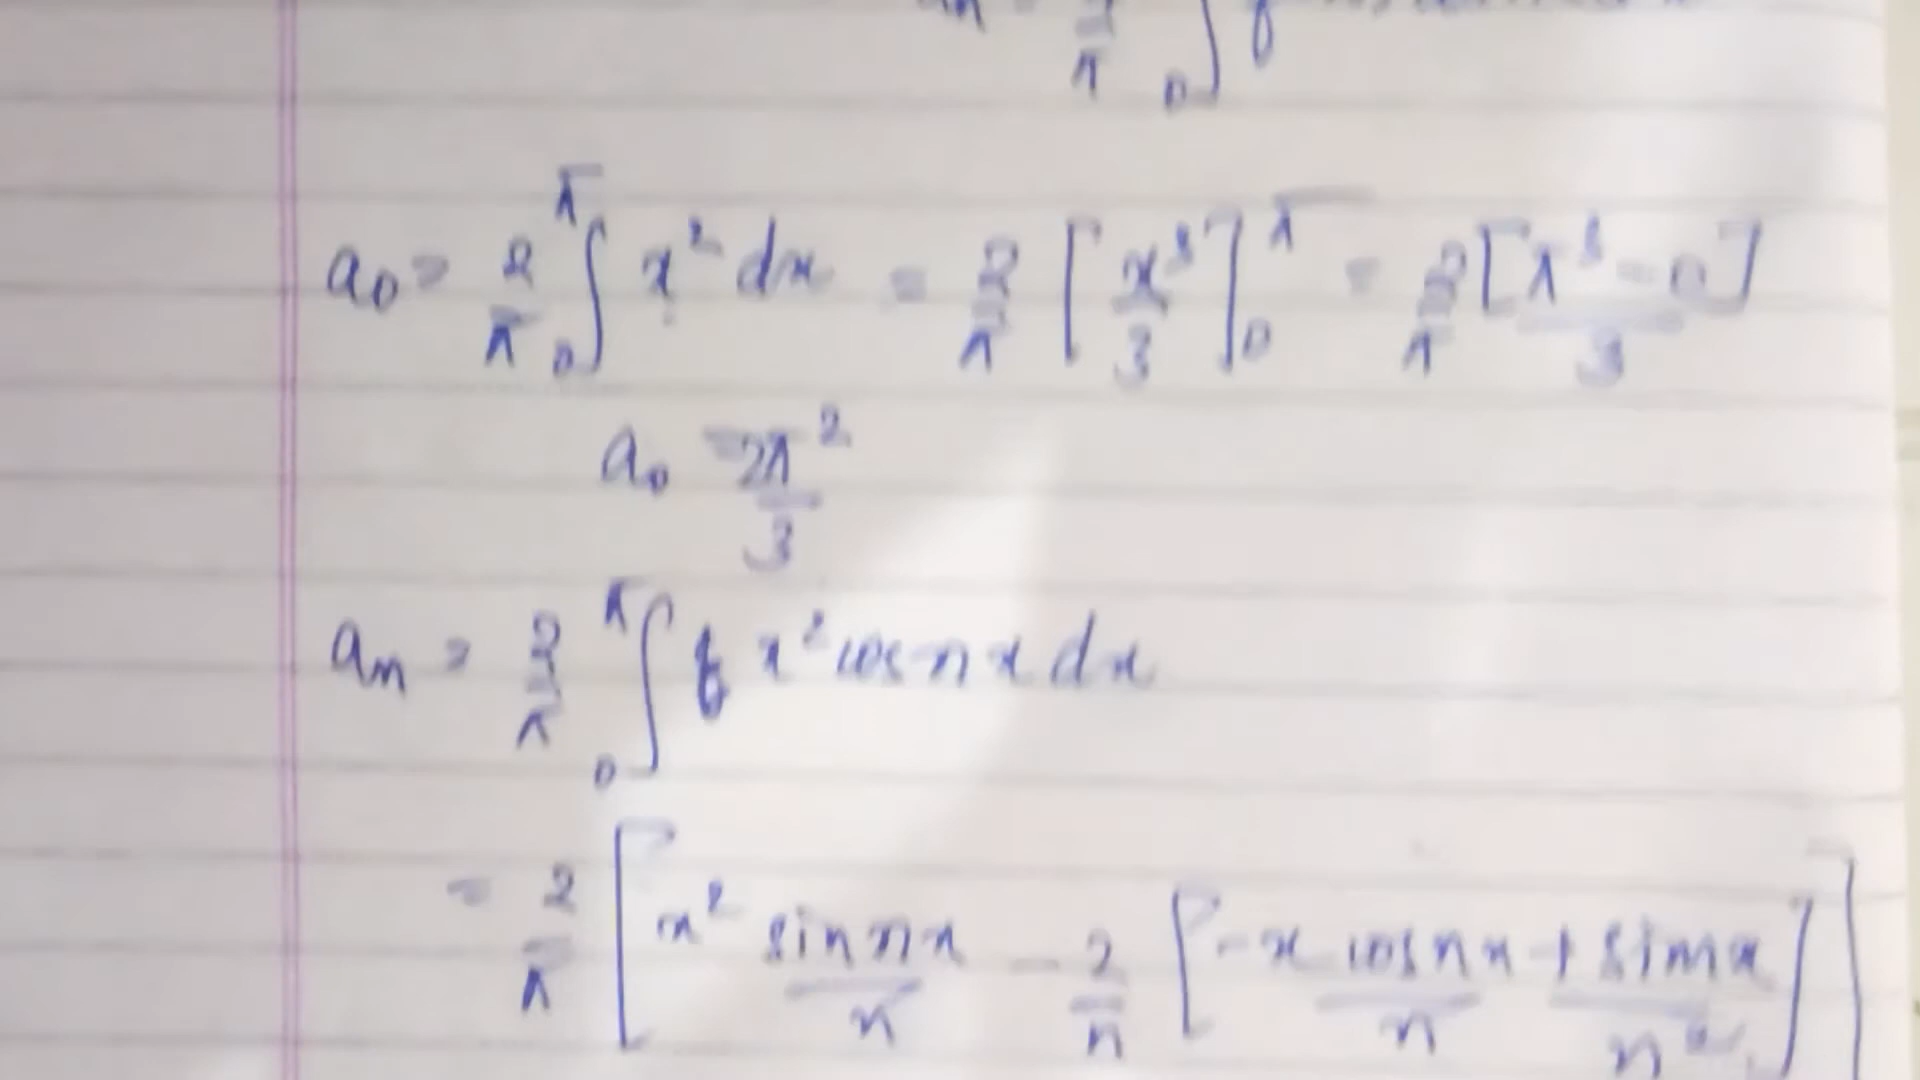 a₀ = 2/π ∫₀^π x² dx = 2/π [x³/3]₀^π = 2/π [π³ - 0]/3
a₀ = 2π²/3
aₙ = 2/π ∫₀^π x² cos nx dx
= 2/π [x² sin nx/n - 2/n [-x cos nx/n + sin nx/n²]]